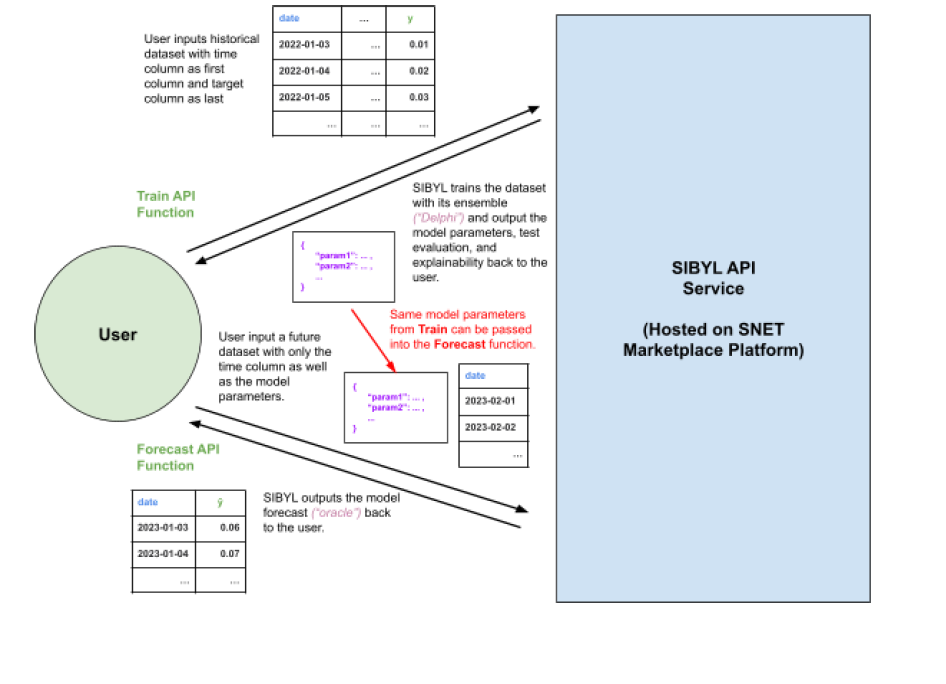 User inputs historical
dataset with time
column as first
column and target
column as last
date ... y
2022-01-03 ... 0.01
2022-01-04 ... 0.02
2022-01-05 ... 0.03
... ... ...
Train API
Function
SIBYL trains the dataset
with its ensemble
("Delphi") and output the
model parameters, test
evaluation, and
explainability back to the
user.
{
"param1": ... ,
"param2": ... ,
...
}
Same model parameters
from Train can be passed
into the Forecast function.
User
User input a future
dataset with only the
time column as well
as the model
parameters.
{
"param1": ... ,
"param2": ... ,
...
}
date
2023-02-01
2023-02-02
...
Forecast API
Function
date ŷ
2023-01-03 0.06
2023-01-04 0.07
... ...
SIBYL outputs the model
forecast ("oracle") back
to the user.
SIBYL API
Service
(Hosted on SNET
Marketplace Platform)